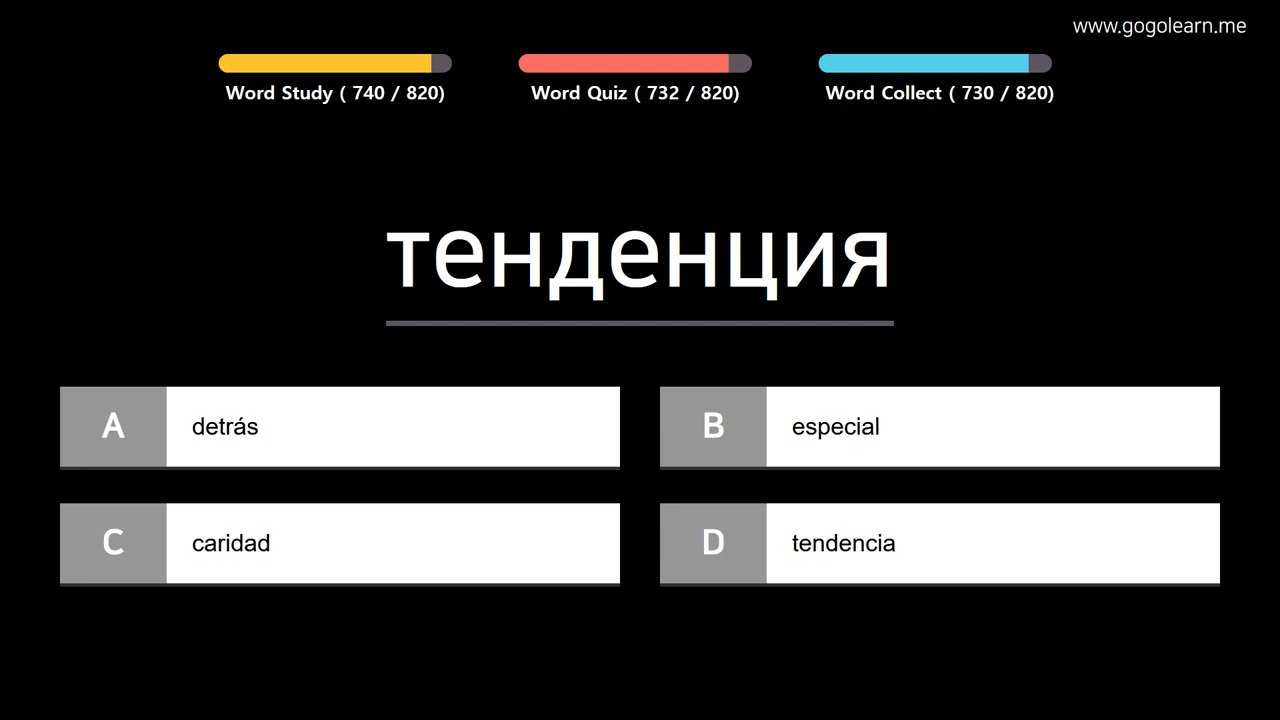 www.gogolearn.me
Word Study ( 740 / 820)
Word Quiz ( 732 / 820)
Word Collect ( 730 / 820)
тенденция
A detrás
B especial
C caridad
D tendencia